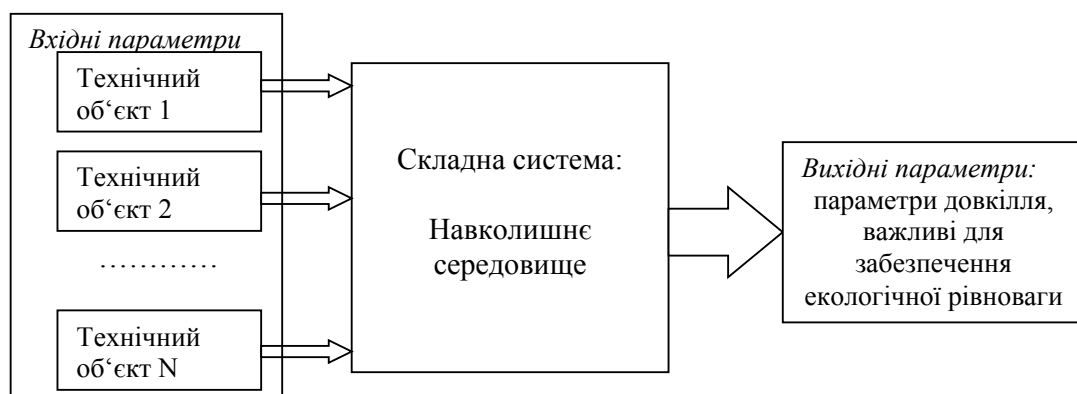 Вхідні параметри
Технічний
об‘єкт 1
Технічний
об‘єкт 2
…………
Технічний
об‘єкт N
Складна система:
Навколишнє
середовище
Вихідні параметри:
параметри довкілля,
важливі для
забезпечення
екологічної рівноваги